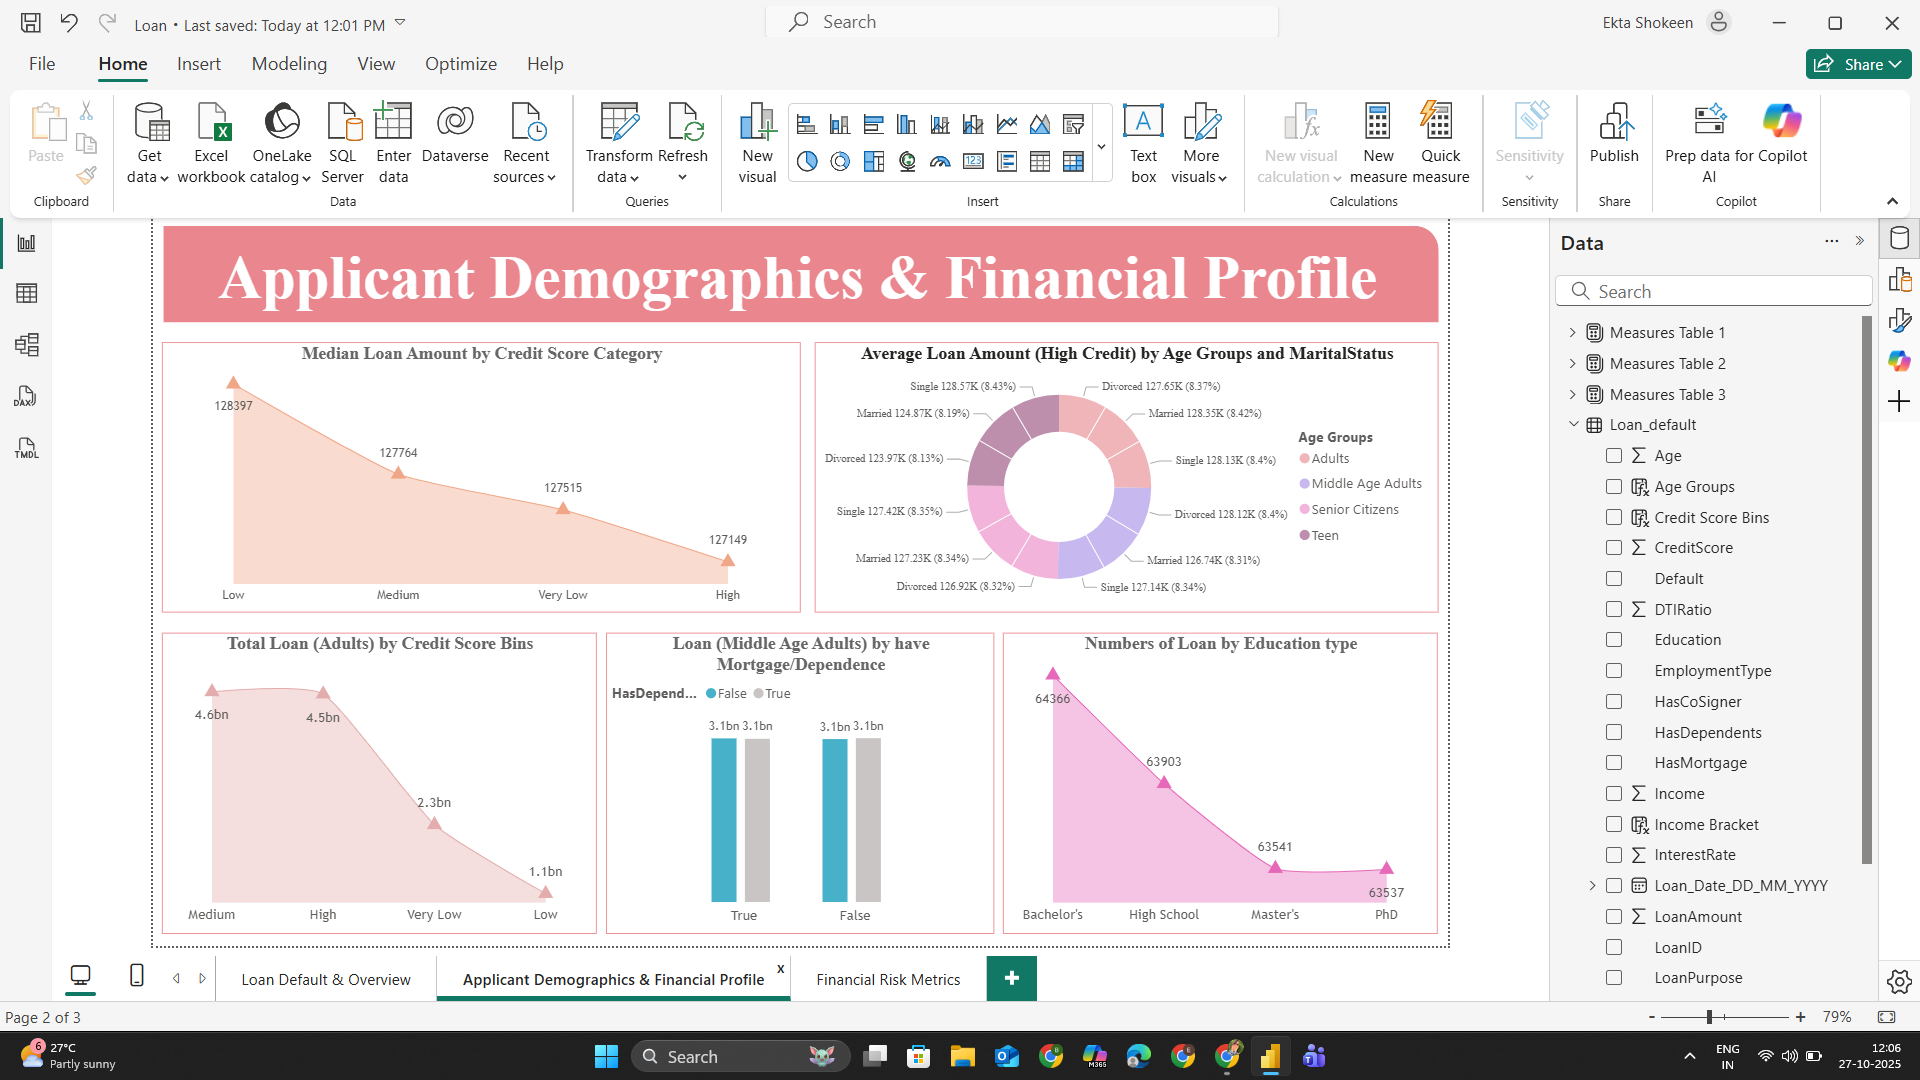 Loan • Last saved: Today at 12:01 PM
Search
Ekta Shokeen
File
Home
Insert
Modeling
View
Optimize
Help
Share
Paste
Clipboard
Get data
Excel workbook
OneLake catalog
SQL Server
Enter data
Dataverse
Recent sources
Data
Transform data
Refresh
Queries
New visual
Text box
More visuals
Insert
New visual calculation
New measure
Quick measure
Calculations
Sensitivity
Sensitivity
Publish
Share
Prep data for AI
Copilot
Copilot
DAX
TMDL
Applicant Demographics & Financial Profile
Median Loan Amount by Credit Score Category
128397
127764
127515
127149
Low
Medium
Very Low
High
Average Loan Amount (High Credit) by Age Groups and MaritalStatus
Single 128.57K (8.43%)
Divorced 127.65K (8.37%)
Married 124.87K (8.19%)
Married 128.35K (8.42%)
Divorced 123.97K (8.13%)
Single 128.13K (8.4%)
Single 127.42K (8.35%)
Divorced 128.12K (8.4%)
Married 127.23K (8.34%)
Married 126.74K (8.31%)
Divorced 126.92K (8.32%)
Single 127.14K (8.34%)
Age Groups
Adults
Middle Age Adults
Senior Citizens
Teen
Total Loan (Adults) by Credit Score Bins
4.6bn
4.5bn
2.3bn
1.1bn
Medium
High
Very Low
Low
Loan (Middle Age Adults) by have
Mortgage/Dependence
HasDepend... False True
3.1bn 3.1bn
3.1bn 3.1bn
True
False
Numbers of Loan by Education type
64366
63903
63541
63537
Bachelor's
High School
Master's
PhD
Data
Search
Measures Table 1
Measures Table 2
Measures Table 3
Loan_default
Age
Age Groups
Credit Score Bins
CreditScore
Default
DTIRatio
Education
EmploymentType
HasCoSigner
HasDependents
HasMortgage
Income
Income Bracket
InterestRate
Loan_Date_DD_MM_YYYY
LoanAmount
LoanID
LoanPurpose
Loan Default & Overview
Applicant Demographics & Financial Profile
x
Financial Risk Metrics
Page 2 of 3
79%
6
27°C
Partly sunny
Search
M365
ENG
IN
12:06
27-10-2025